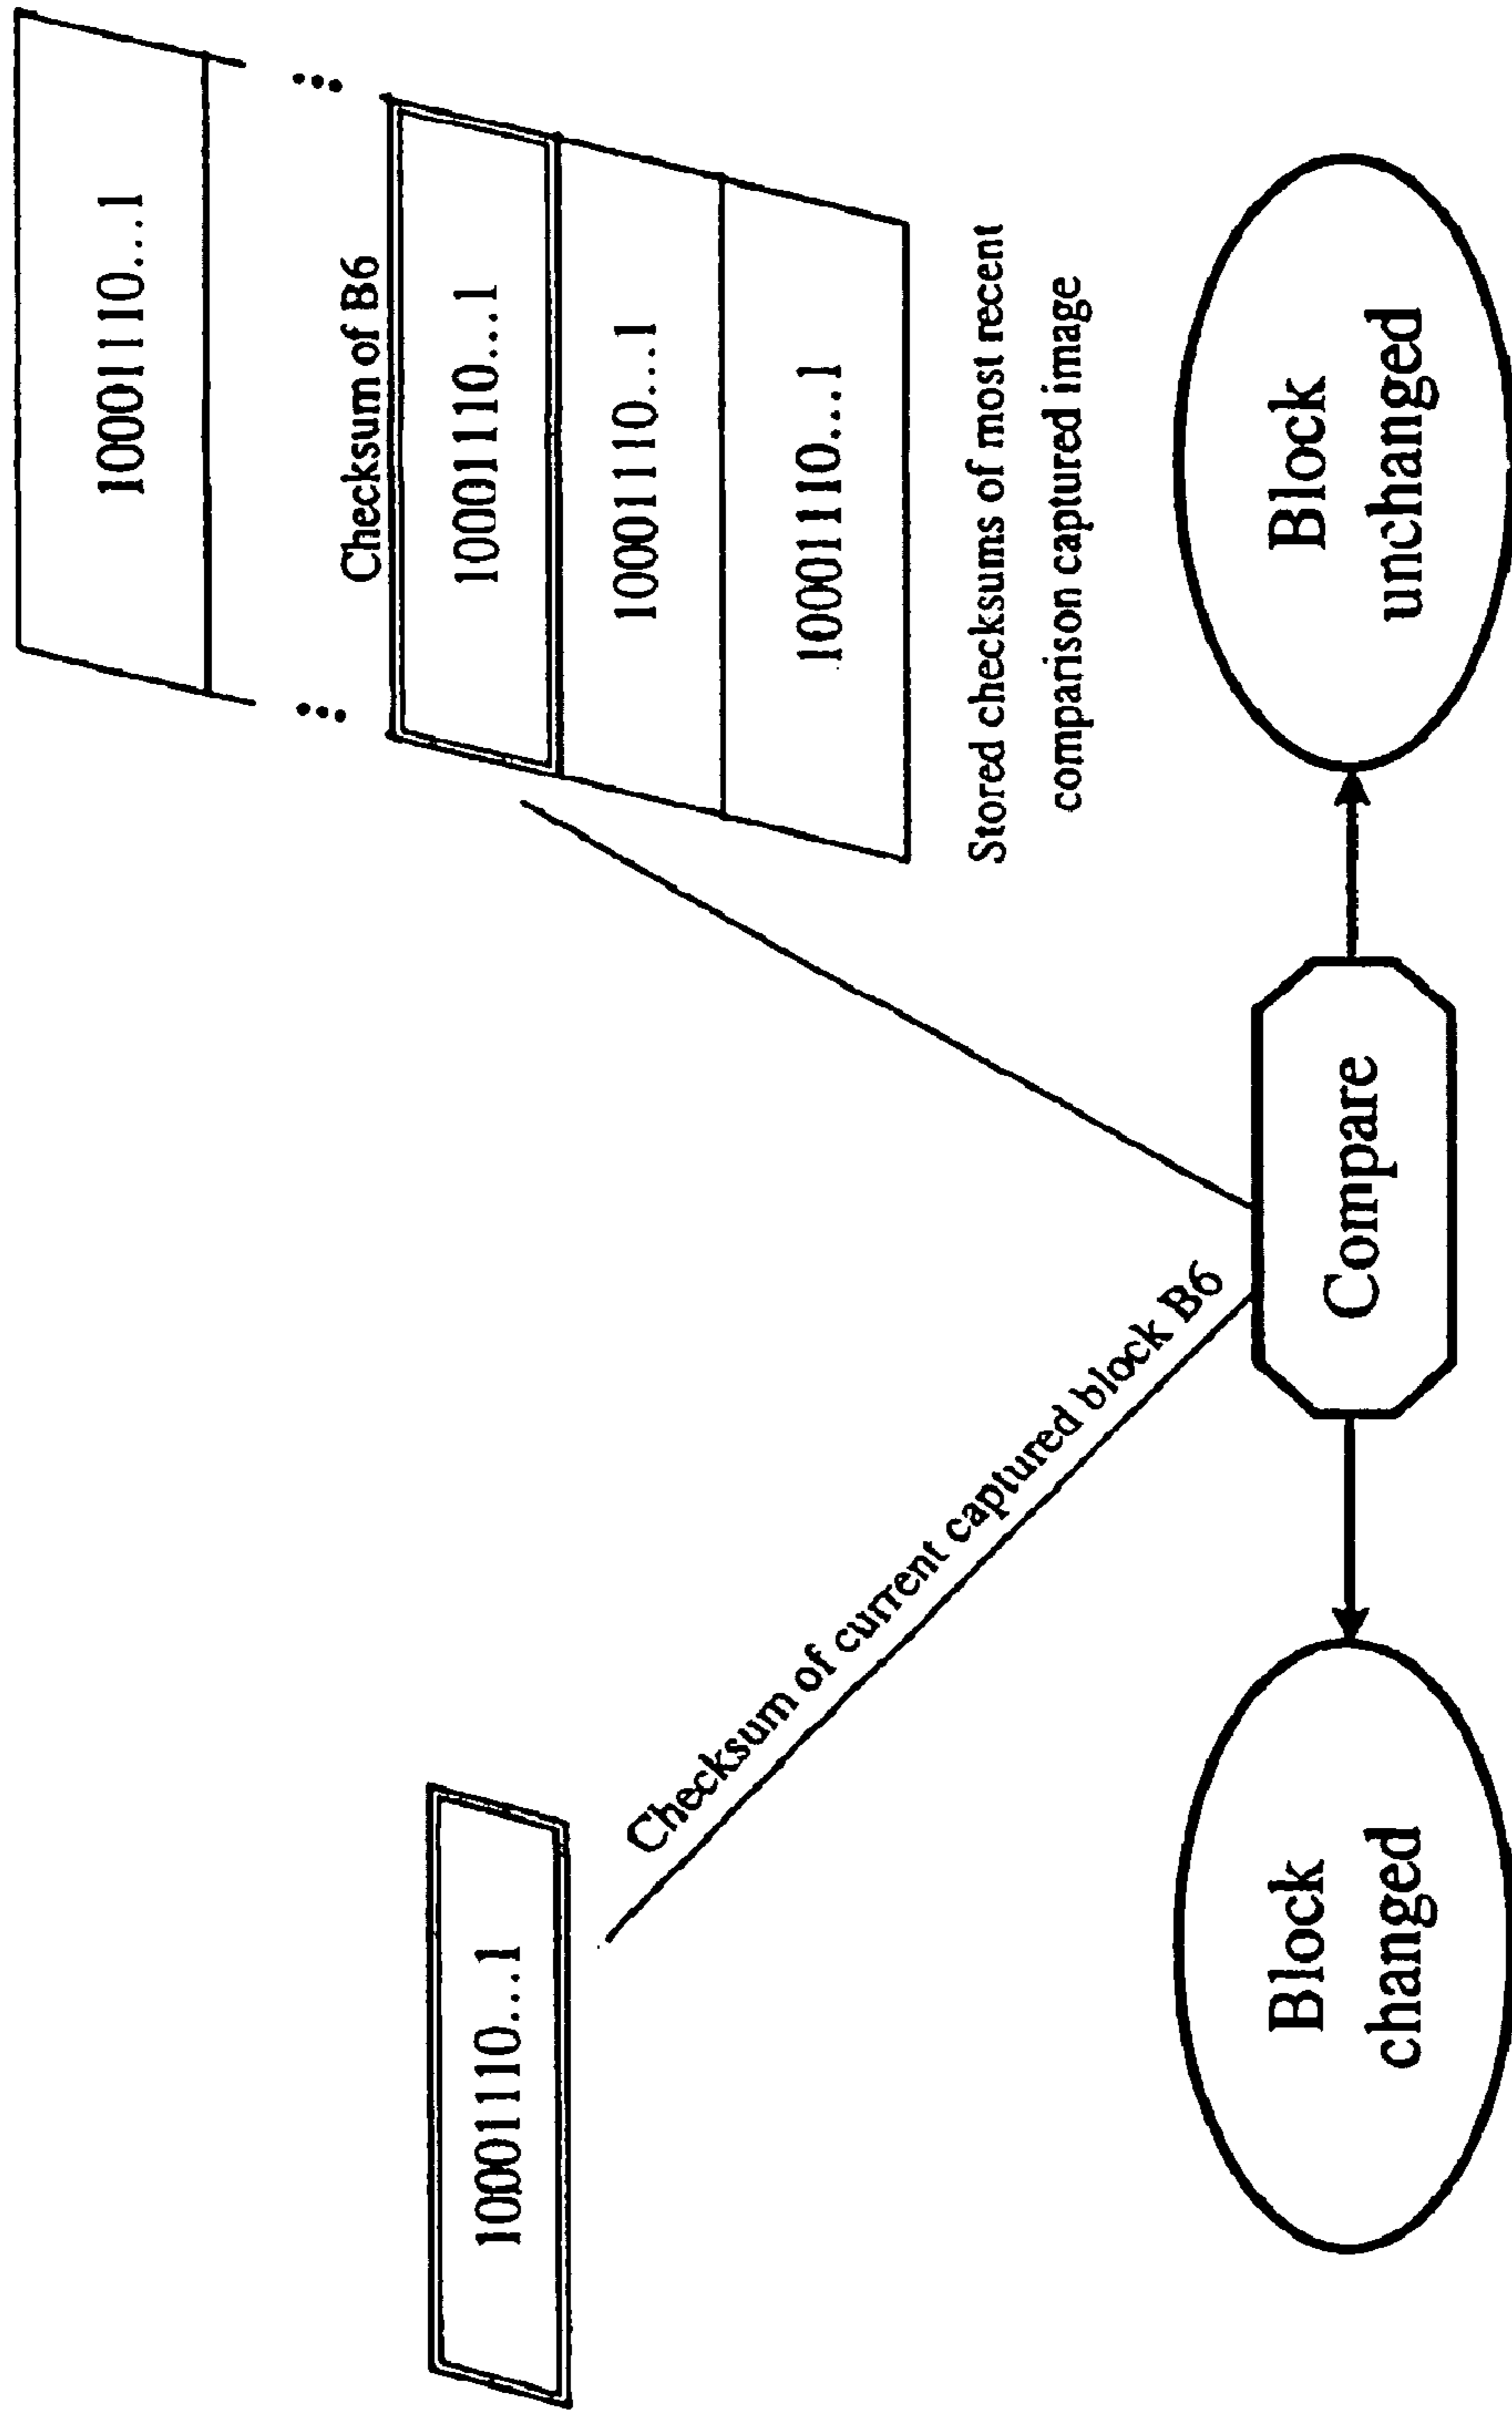 10001110...1
Checksum of B6
10001110...1
10001110...1
10001110...1
10001110...1
Stored checksums of most recent
comparison captured image
Checksum of current captured block B6
Compare
Block
changed
Block
unchanged